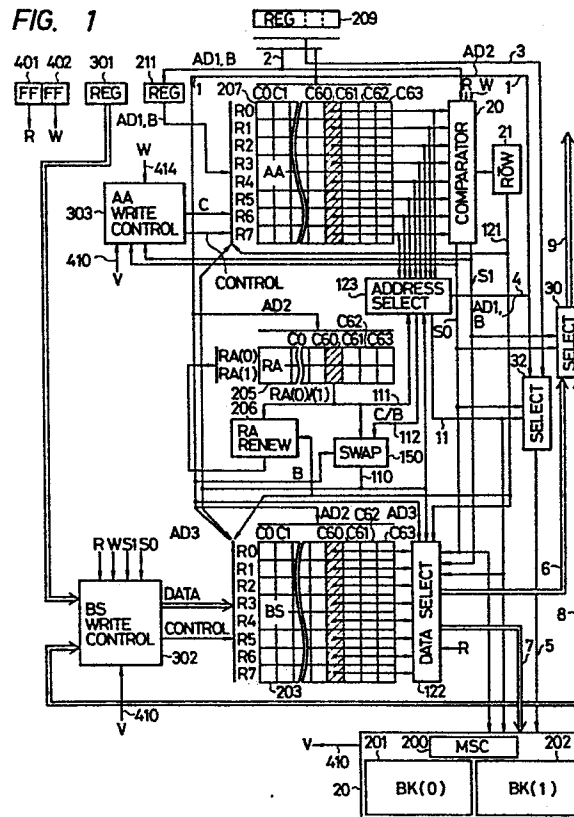 FIG. 1
REG 209
401 402 301 211
FF FF REG REG
R W
AD1, B
2
AD1, B
AD2 3
R W 1
1
207 C0 C1 C60 C61 C62 C63
20
R0
R1
R2
R3
R4
R5
R6
R7
AA
COMPARATOR
21
ROW
121
W 414
303
AA WRITE CONTROL
C
CONTROL
410
V
123
ADDRESS SELECT
S0
S1
4
AD1, B
9
30
SELECT
32
SELECT
AD2
C62
C0 C60 C61 C63
RA(0)
RA(1)
RA
205
RA(0)/(1)
206
RA RENEW
111
C/B
112
11
B
SWAP
150
110
AD3
AD2 AD3
C62
C0 C1 C60 C61 C63
R W S1 S0
BS WRITE CONTROL
302
DATA
CONTROL
410
V
R0
R1
R2
R3
R4
R5
R6
R7
BS
203
DATA SELECT
122
R
6
8
7
5
V 410
201 200 MSC 202
20
BK(0) BK(1)